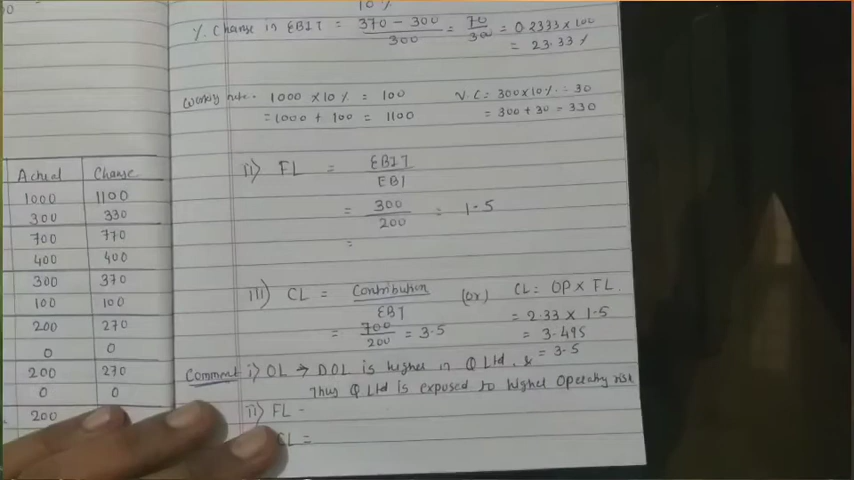 00
10 %
Actual Change
1000 1100
300 330
700 770
400 400
300 370
100 100
200 270
0 0
200 270
0 0
200
%. Change in EBIT = 370 - 300 / 300 = 70 / 300 = 0.2333 x 100
= 23.33 %
Working note - 1000 x 10 % = 100 V.C = 300 x 10 % = 30
= 1000 + 100 = 1100 = 300 + 30 = 330
ii) FL = EBIT / EBT
= 300 / 200 = 1.5
=
iii) CL = Contribution / EBT (or) CL = OP x FL.
= 700 / 200 = 3.5 = 2.33 x 1.5
= 3.495
= 3.5
Comment i) OL → DOL is higher in Q Ltd, &
Thus Q Ltd is exposed to higher Operating risk
ii) FL -
CL =